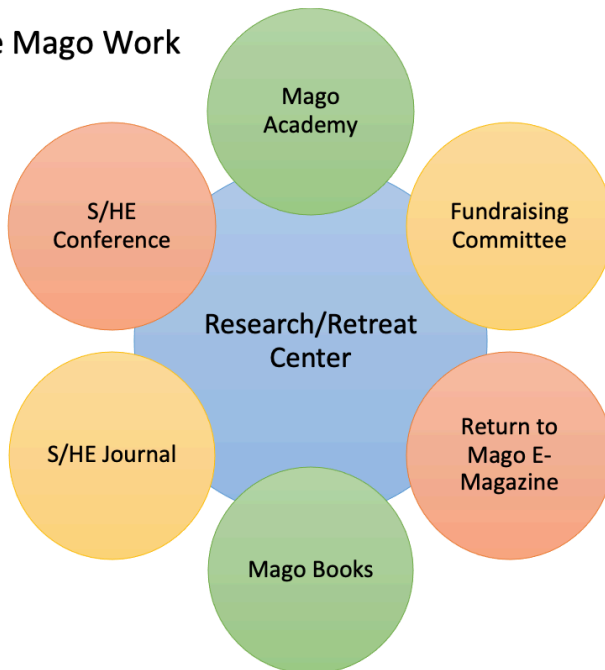 e Mago Work
Mago
Academy
S/HE
Conference
Fundraising
Committee
Research/Retreat
Center
S/HE Journal
Return to
Mago E-
Magazine
Mago Books